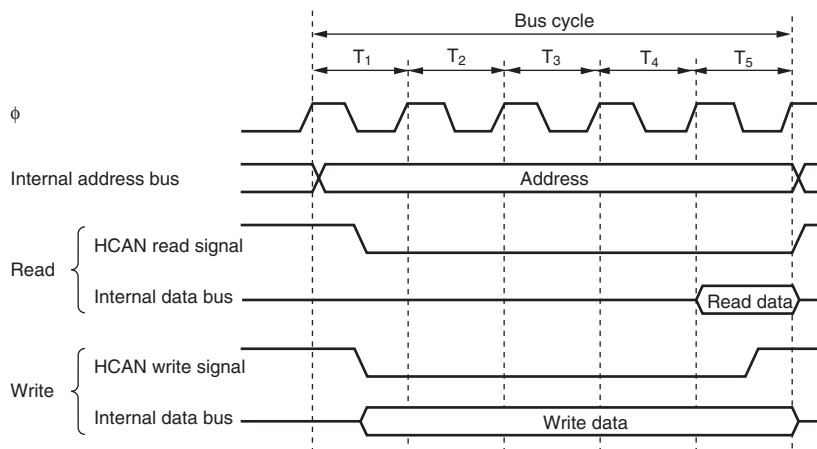 Bus cycle
T1 T2 T3 T4 T5
ϕ
Internal address bus Address
HCAN read signal
Read
Internal data bus Read data
HCAN write signal
Write
Internal data bus Write data